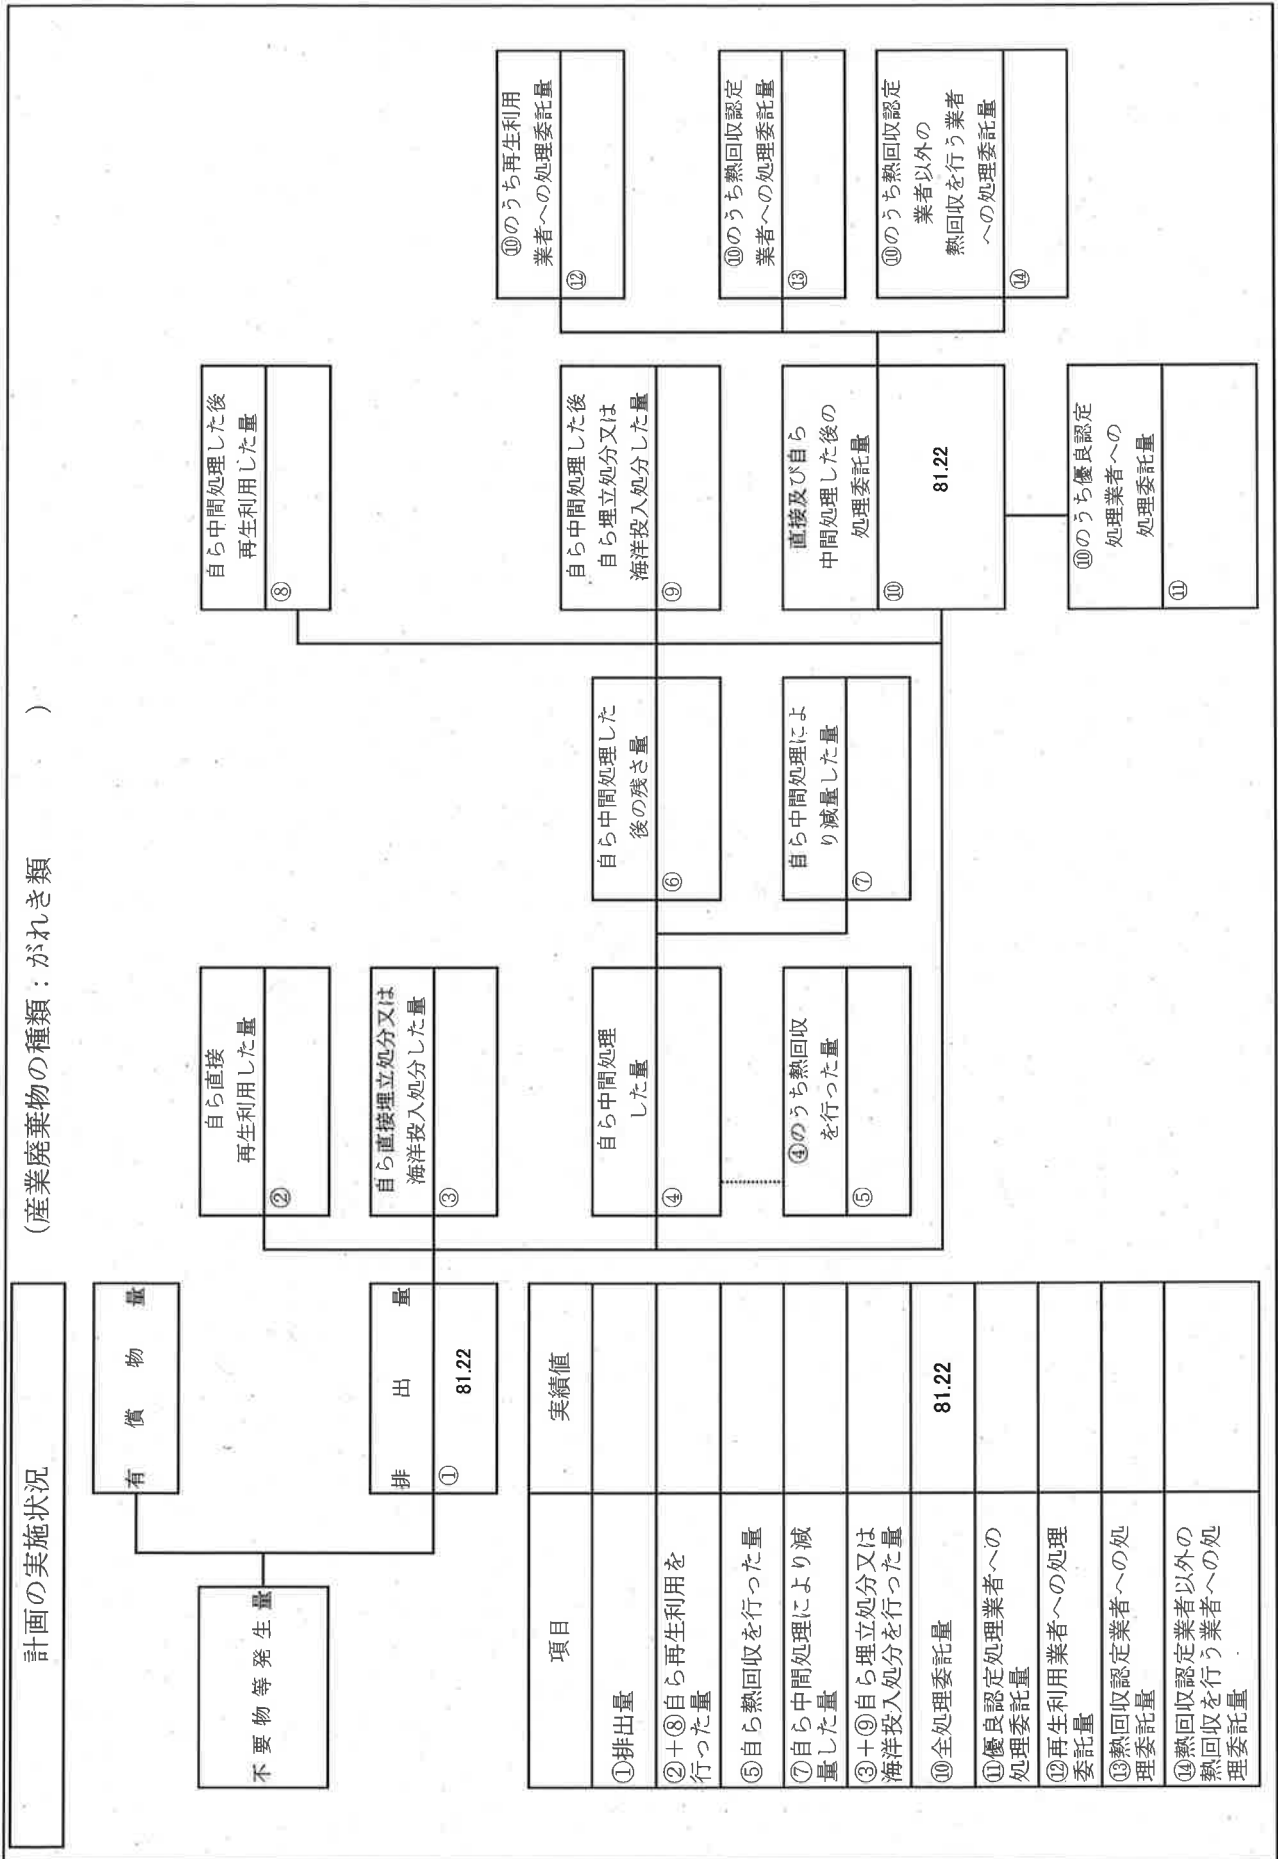 計画の実施状況
(産業廃棄物の種類：がれき類　　　　　　)
不要物等発生量
有償物量
排出量
①
81.22
自ら直接
再生利用した量
②
自ら直接埋立処分又は
海洋投入処分した量
③
自ら中間処理
した量
④
④のうち熱回収
を行った量
⑤
自ら中間処理した
後の残さ量
⑥
自ら中間処理によ
り減量した量
⑦
自ら中間処理した後
再生利用した量
⑧
自ら中間処理した後
自ら埋立処分又は
海洋投入処分した量
⑨
直接及び自ら
中間処理した後の
処理委託量
⑩
81.22
⑩のうち優良認定
処理業者への
処理委託量
⑪
⑩のうち再生利用
業者への処理委託量
⑫
⑩のうち熱回収認定
業者への処理委託量
⑬
⑩のうち熱回収認定
業者以外の
熱回収を行う業者
への処理委託量
⑭
項目 実績値
①排出量
②＋⑧自ら再生利用を
行った量
⑤自ら熱回収を行った量
⑦自ら中間処理により減
量した量
③＋⑨自ら埋立処分又は
海洋投入処分を行った量
⑩全処理委託量 81.22
⑪優良認定処理業者への
処理委託量
⑫再生利用業者への処理
委託量
⑬熱回収認定業者への処
理委託量
⑭熱回収認定業者以外の
熱回収を行う業者への処
理委託量